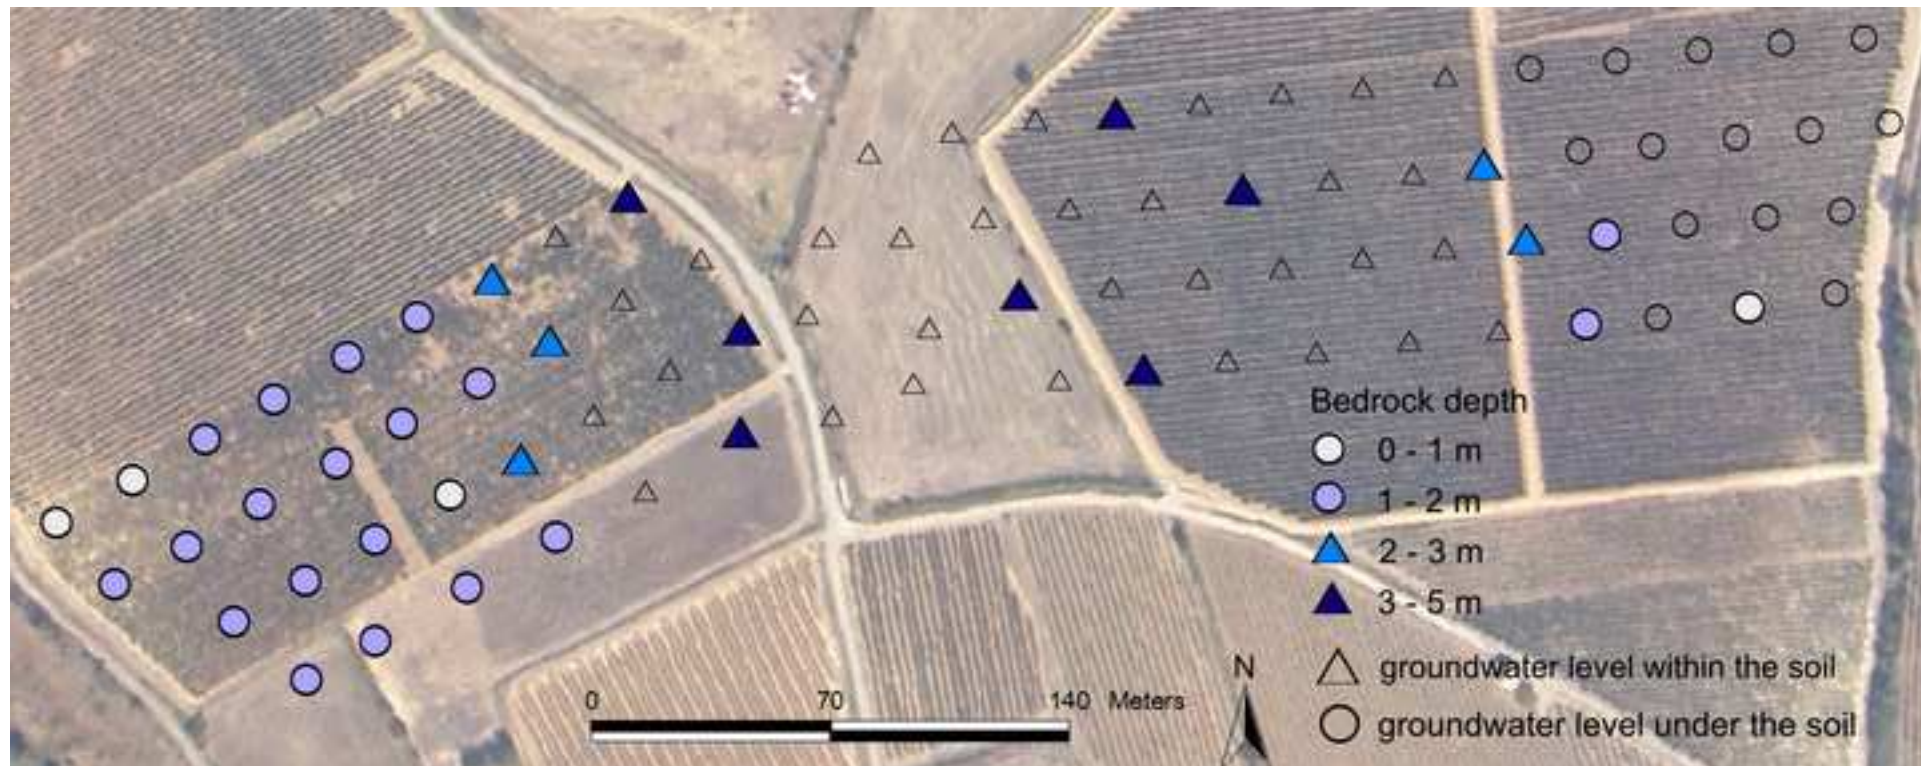 Bedrock depth
0 - 1 m
1 - 2 m
2 - 3 m
3 - 5 m
groundwater level within the soil
groundwater level under the soil
0 70 140 Meters
N